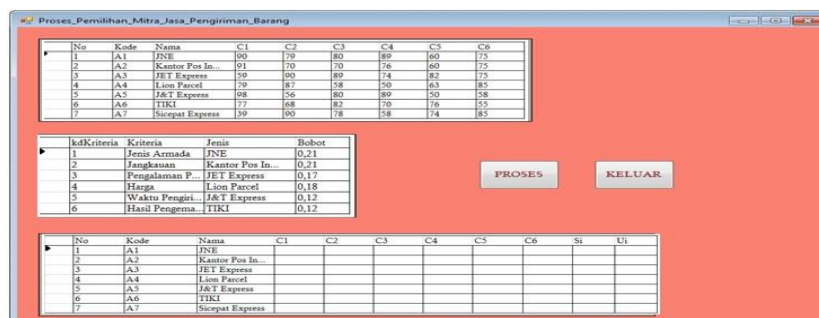 Proses_Pemilihan_Mitra_Jasa_Pengiriman_Barang
No Kode Nama C1 C2 C3 C4 C5 C6
1 A1 JNE 90 79 80 89 60 75
2 A2 Kantor Pos In... 91 70 70 76 60 75
3 A3 JET Express 59 90 89 74 82 75
4 A4 Lion Parcel 79 87 58 50 63 85
5 A5 J&T Express 98 56 80 89 50 58
6 A6 TIKI 77 68 82 70 76 55
7 A7 Sicepat Express 39 90 78 58 74 85
kdKriteria Kriteria Jenis Bobot
1 Jenis Armada JNE 0,21
2 Jangkauan Kantor Pos In... 0,21
3 Pengalaman P... JET Express 0,17
4 Harga Lion Parcel 0,18
5 Waktu Pengiri... J&T Express 0,12
6 Hasil Pengema... TIKI 0,12
PROSES KELUAR
No Kode Nama C1 C2 C3 C4 C5 C6 Si Ui
1 A1 JNE
2 A2 Kantor Pos In...
3 A3 JET Express
4 A4 Lion Parcel
5 A5 J&T Express
6 A6 TIKI
7 A7 Sicepat Express